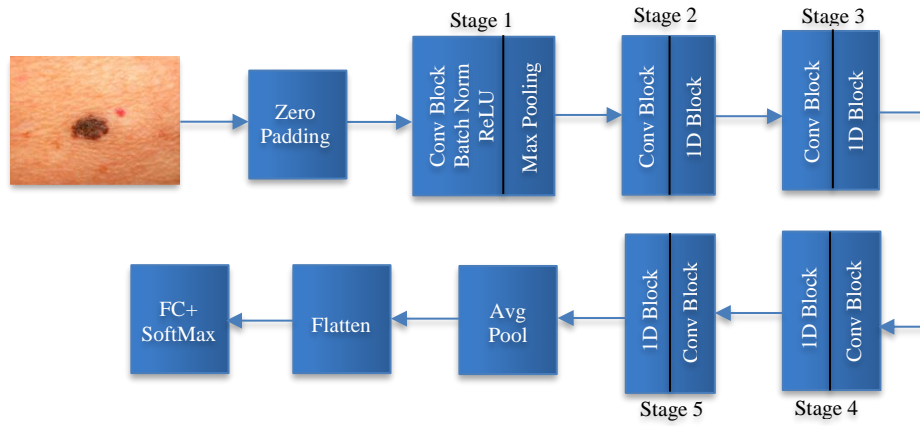 Stage 1
Stage 2
Stage 3
Zero
Padding
Conv Block
Batch Norm
ReLU
Max Pooling
Conv Block
1D Block
Conv Block
1D Block
FC+
SoftMax
Flatten
Avg
Pool
1D Block
Conv Block
1D Block
Conv Block
Stage 5
Stage 4